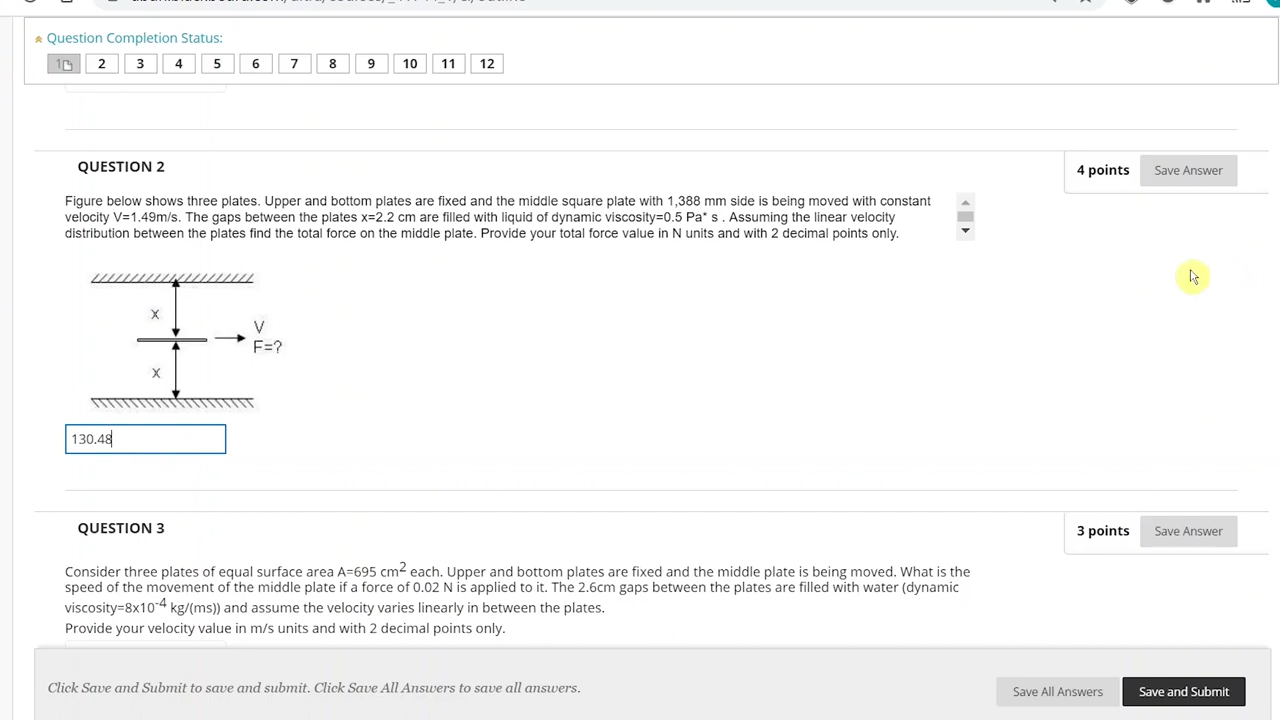 Question Completion Status:
1 2 3 4 5 6 7 8 9 10 11 12
QUESTION 2
4 points Save Answer
Figure below shows three plates. Upper and bottom plates are fixed and the middle square plate with 1,388 mm side is being moved with constant
velocity V=1.49m/s. The gaps between the plates x=2.2 cm are filled with liquid of dynamic viscosity=0.5 Pa* s . Assuming the linear velocity
distribution between the plates find the total force on the middle plate. Provide your total force value in N units and with 2 decimal points only.
x
V
F=?
x
130.48
QUESTION 3
3 points Save Answer
Consider three plates of equal surface area A=695 cm2 each. Upper and bottom plates are fixed and the middle plate is being moved. What is the
speed of the movement of the middle plate if a force of 0.02 N is applied to it. The 2.6cm gaps between the plates are filled with water (dynamic
viscosity=8x10-4 kg/(ms)) and assume the velocity varies linearly in between the plates.
Provide your velocity value in m/s units and with 2 decimal points only.
Click Save and Submit to save and submit. Click Save All Answers to save all answers.
Save All Answers Save and Submit